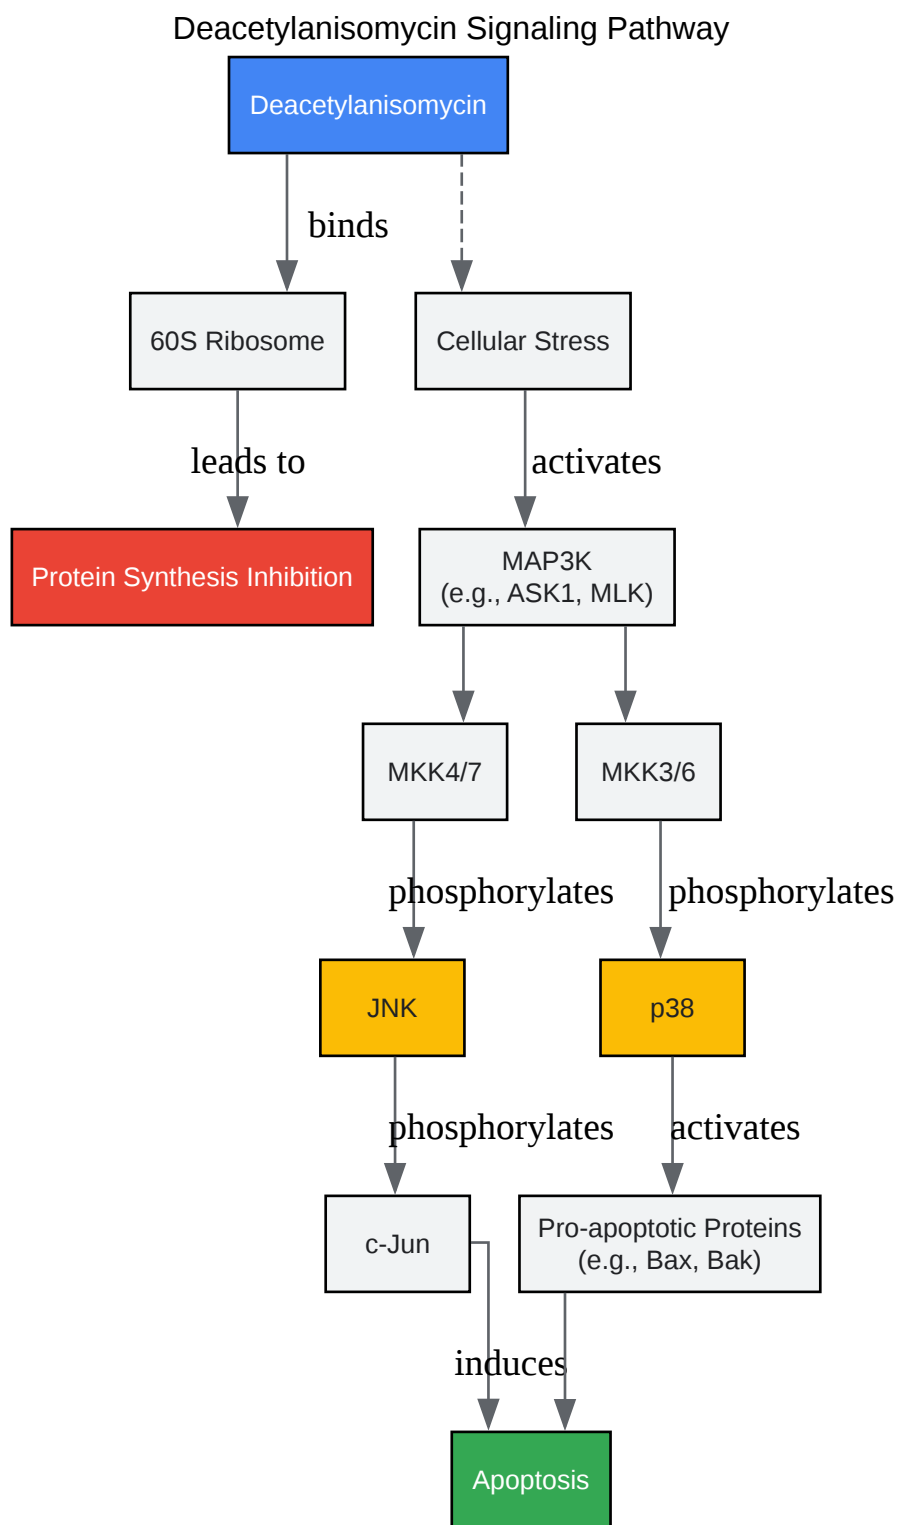 Deacetylanisomycin Signaling Pathway
Deacetylanisomycin
binds
60S Ribosome
Cellular Stress
leads to
activates
Protein Synthesis Inhibition
MAP3K
(e.g., ASK1, MLK)
MKK4/7
MKK3/6
phosphorylates
phosphorylates
JNK
p38
phosphorylates
activates
c-Jun
Pro-apoptotic Proteins
(e.g., Bax, Bak)
induces
Apoptosis